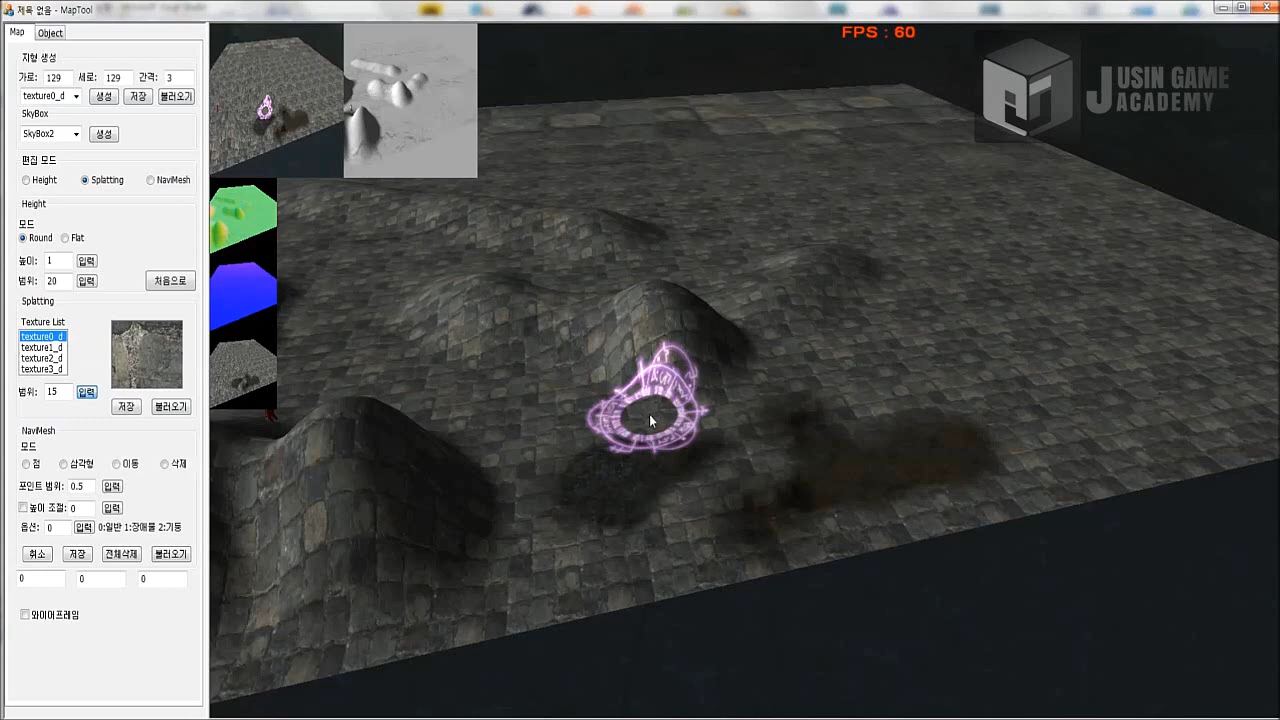 제목 없음 - MapTool
FPS : 60
JUSIN GAME
ACADEMY
Map Object
지형 생성
가로: 129 세로: 129 간격: 3
texture0_d 생성 저장 불러오기
SkyBox
SkyBox2 생성
편집 모드
Height Splatting NaviMesh
Height
모드
Round Flat
높이: 1 입력
범위: 20 입력 처음으로
Splatting
Texture List
texture0_d
texture1_d
texture2_d
texture3_d
범위: 15 입력
저장 불러오기
NaviMesh
모드
점 삼각형 이동 삭제
포인트 범위: 0.5 입력
높이 조절: 0 입력
옵션: 0 입력 0:일반 1:장애물 2:기둥
취소 저장 전체삭제 불러오기
0 0 0
와이어프레임